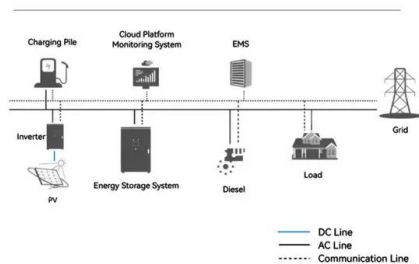 Charging Pile
Cloud Platform
Monitoring System
EMS
Grid
Inverter
PV
Energy Storage System
Diesel
Load
DC Line
AC Line
Communication Line